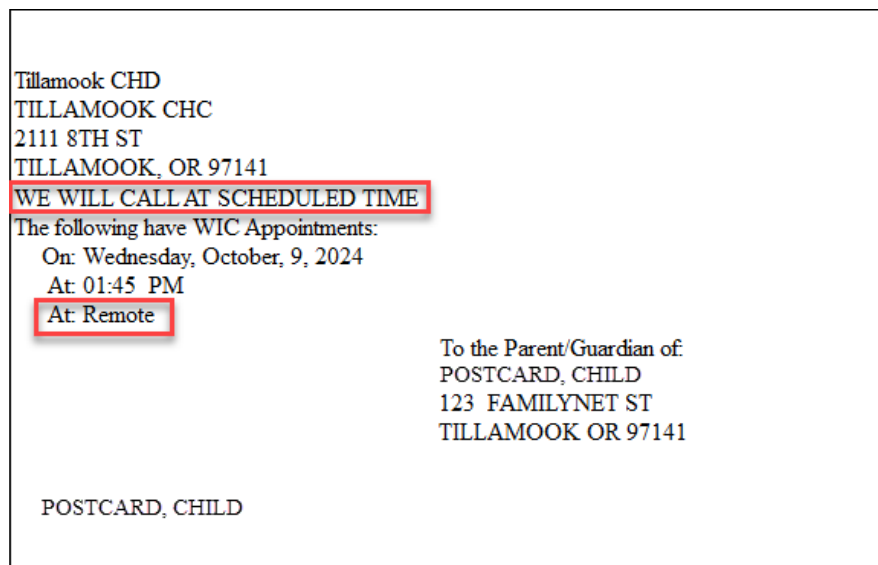 Tillamook CHD
TILLAMOOK CHC
2111 8TH ST
TILLAMOOK, OR 97141
WE WILL CALL AT SCHEDULED TIME
The following have WIC Appointments:
On: Wednesday, October, 9, 2024
At: 01:45 PM
At: Remote
To the Parent/Guardian of:
POSTCARD, CHILD
123 FAMILYNET ST
TILLAMOOK OR 97141
POSTCARD, CHILD